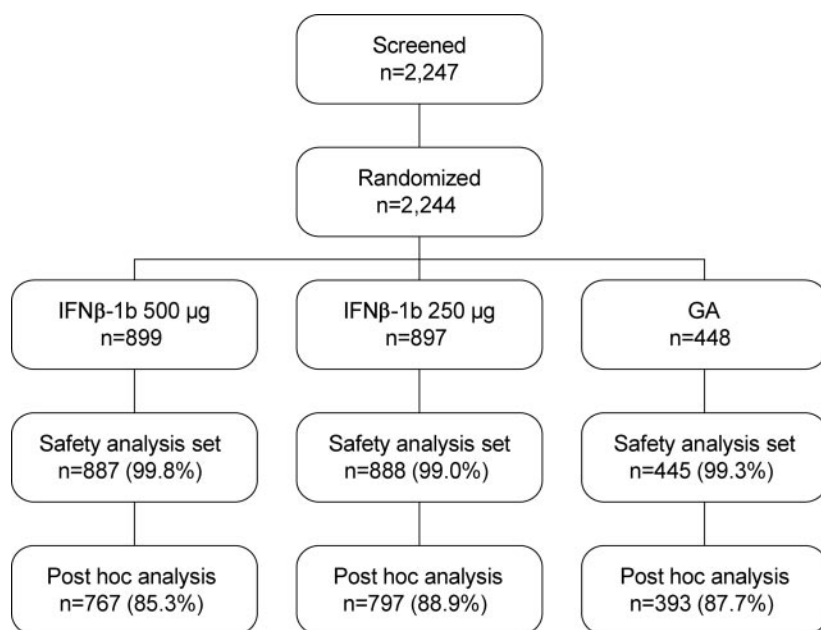 Screened
n=2,247
Randomized
n=2,244
IFNβ-1b 500 µg
n=899
IFNβ-1b 250 µg
n=897
GA
n=448
Safety analysis set
n=887 (99.8%)
Safety analysis set
n=888 (99.0%)
Safety analysis set
n=445 (99.3%)
Post hoc analysis
n=767 (85.3%)
Post hoc analysis
n=797 (88.9%)
Post hoc analysis
n=393 (87.7%)